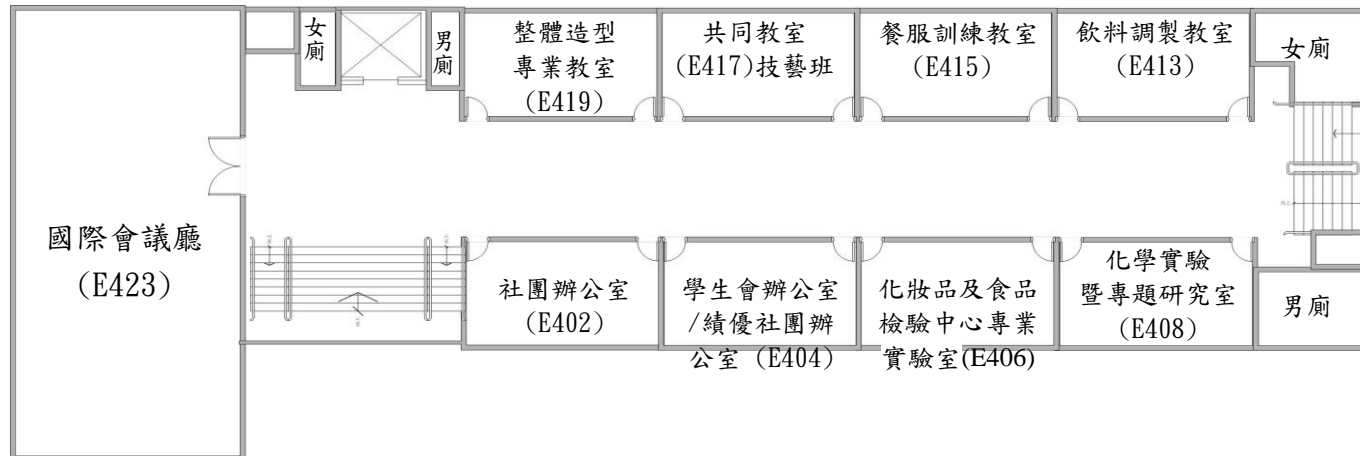 女
廁
男
廁
整體造型
專業教室
(E419)
共同教室
(E417)技藝班
餐服訓練教室
(E415)
飲料調製教室
(E413)
女廁
國際會議廳
(E423)
社團辦公室
(E402)
學生會辦公室
/績優社團辦
公室 (E404)
化妝品及食品
檢驗中心專業
實驗室(E406)
化學實驗
暨專題研究室
(E408)
男廁